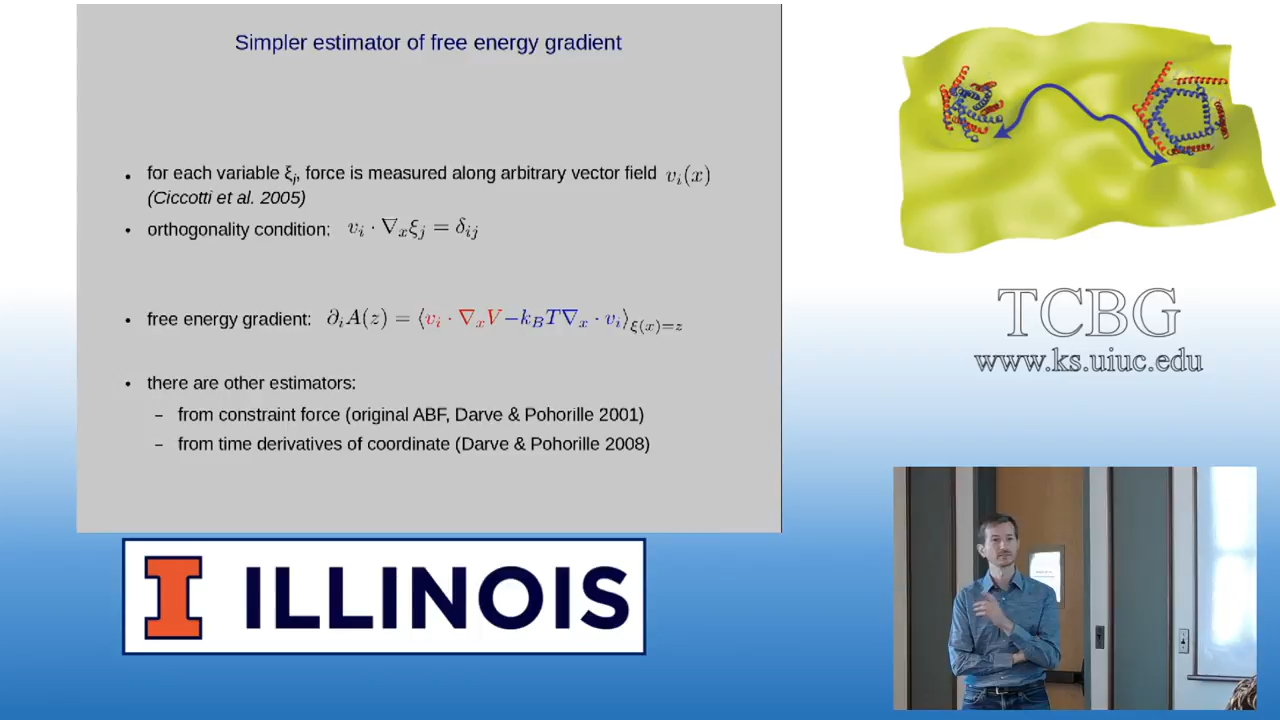 Simpler estimator of free energy gradient
• for each variable ξᵢ, force is measured along arbitrary vector field vᵢ(x)
(Ciccotti et al. 2005)
• orthogonality condition: vᵢ · ∇ₓξⱼ = δᵢⱼ
• free energy gradient: ∂ᵢA(z) = ⟨vᵢ · ∇ₓV − k_BT∇ₓ · vᵢ⟩_ξ(x)=z
• there are other estimators:
– from constraint force (original ABF, Darve & Pohorille 2001)
– from time derivatives of coordinate (Darve & Pohorille 2008)
TCBG
www.ks.uiuc.edu
I ILLINOIS